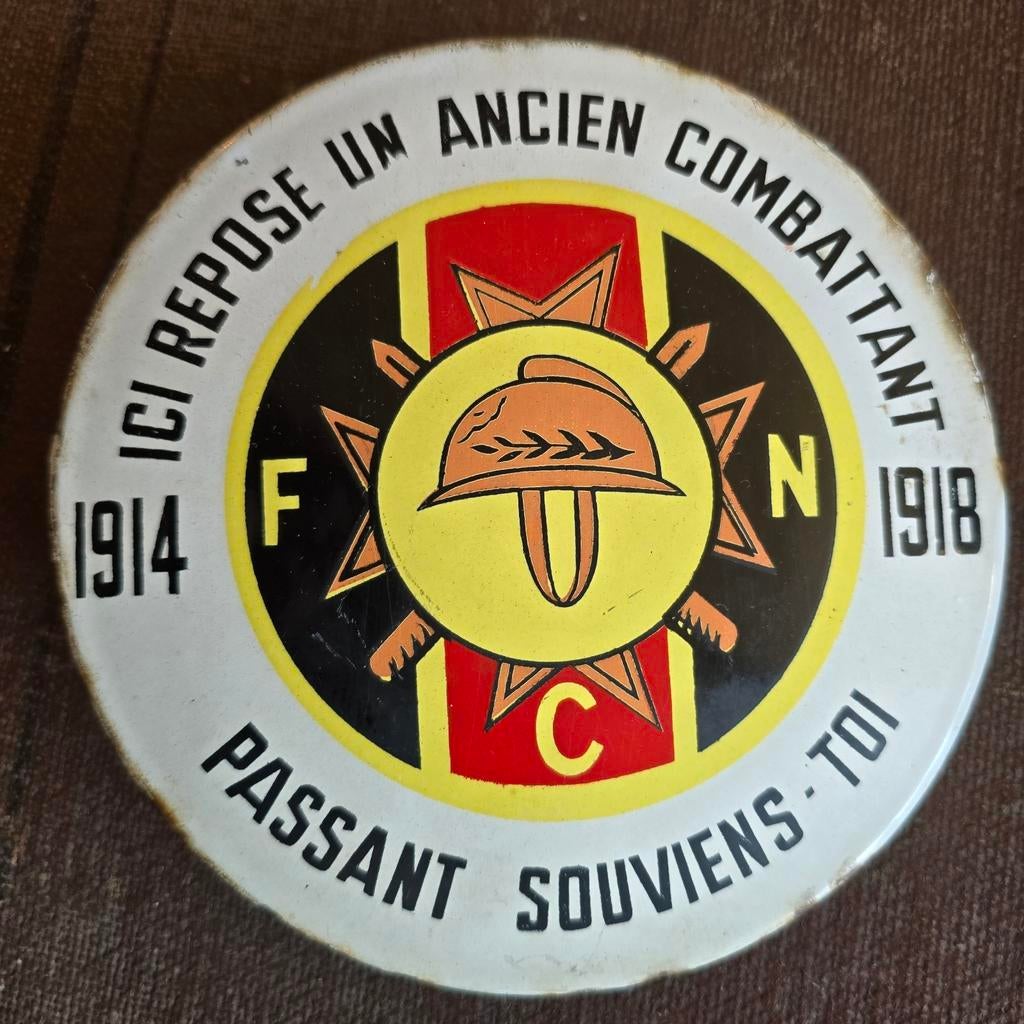 ICI REPOSE UN ANCIEN COMBATTANT
1914 1918
F N
C
PASSANT SOUVIENS-TOI